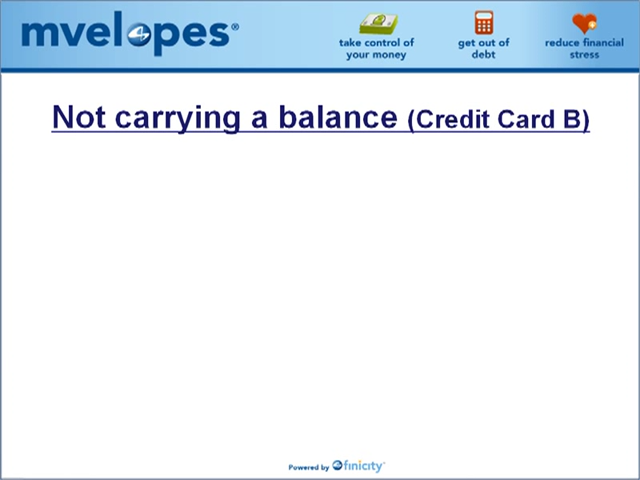 mvelopes®
take control of
your money
get out of
debt
reduce financial
stress
Not carrying a balance (Credit Card B)
Powered by finicity